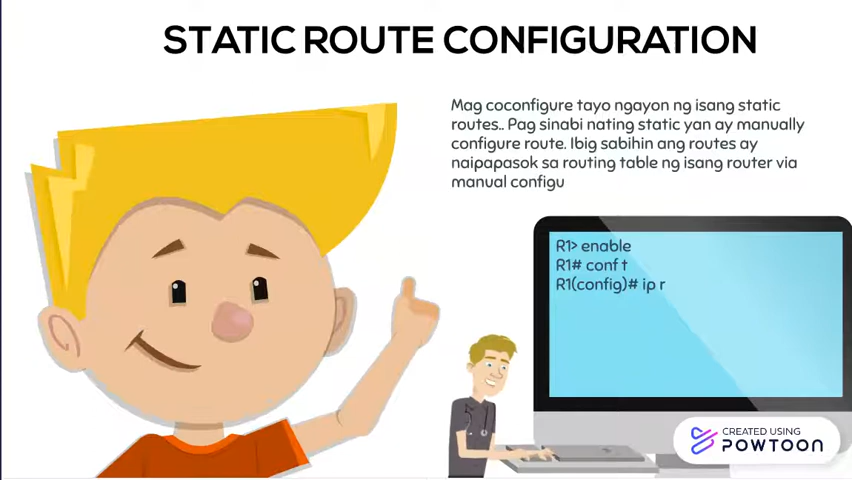 STATIC ROUTE CONFIGURATION
Mag coconfigure tayo ngayon ng isang static
routes.. Pag sinabi nating static yan ay manually
configure route. Ibig sabihin ang routes ay
naipapasok sa routing table ng isang router via
manual configu
R1> enable
R1# conf t
R1(config)# ip r
CREATED USING
POWTOON